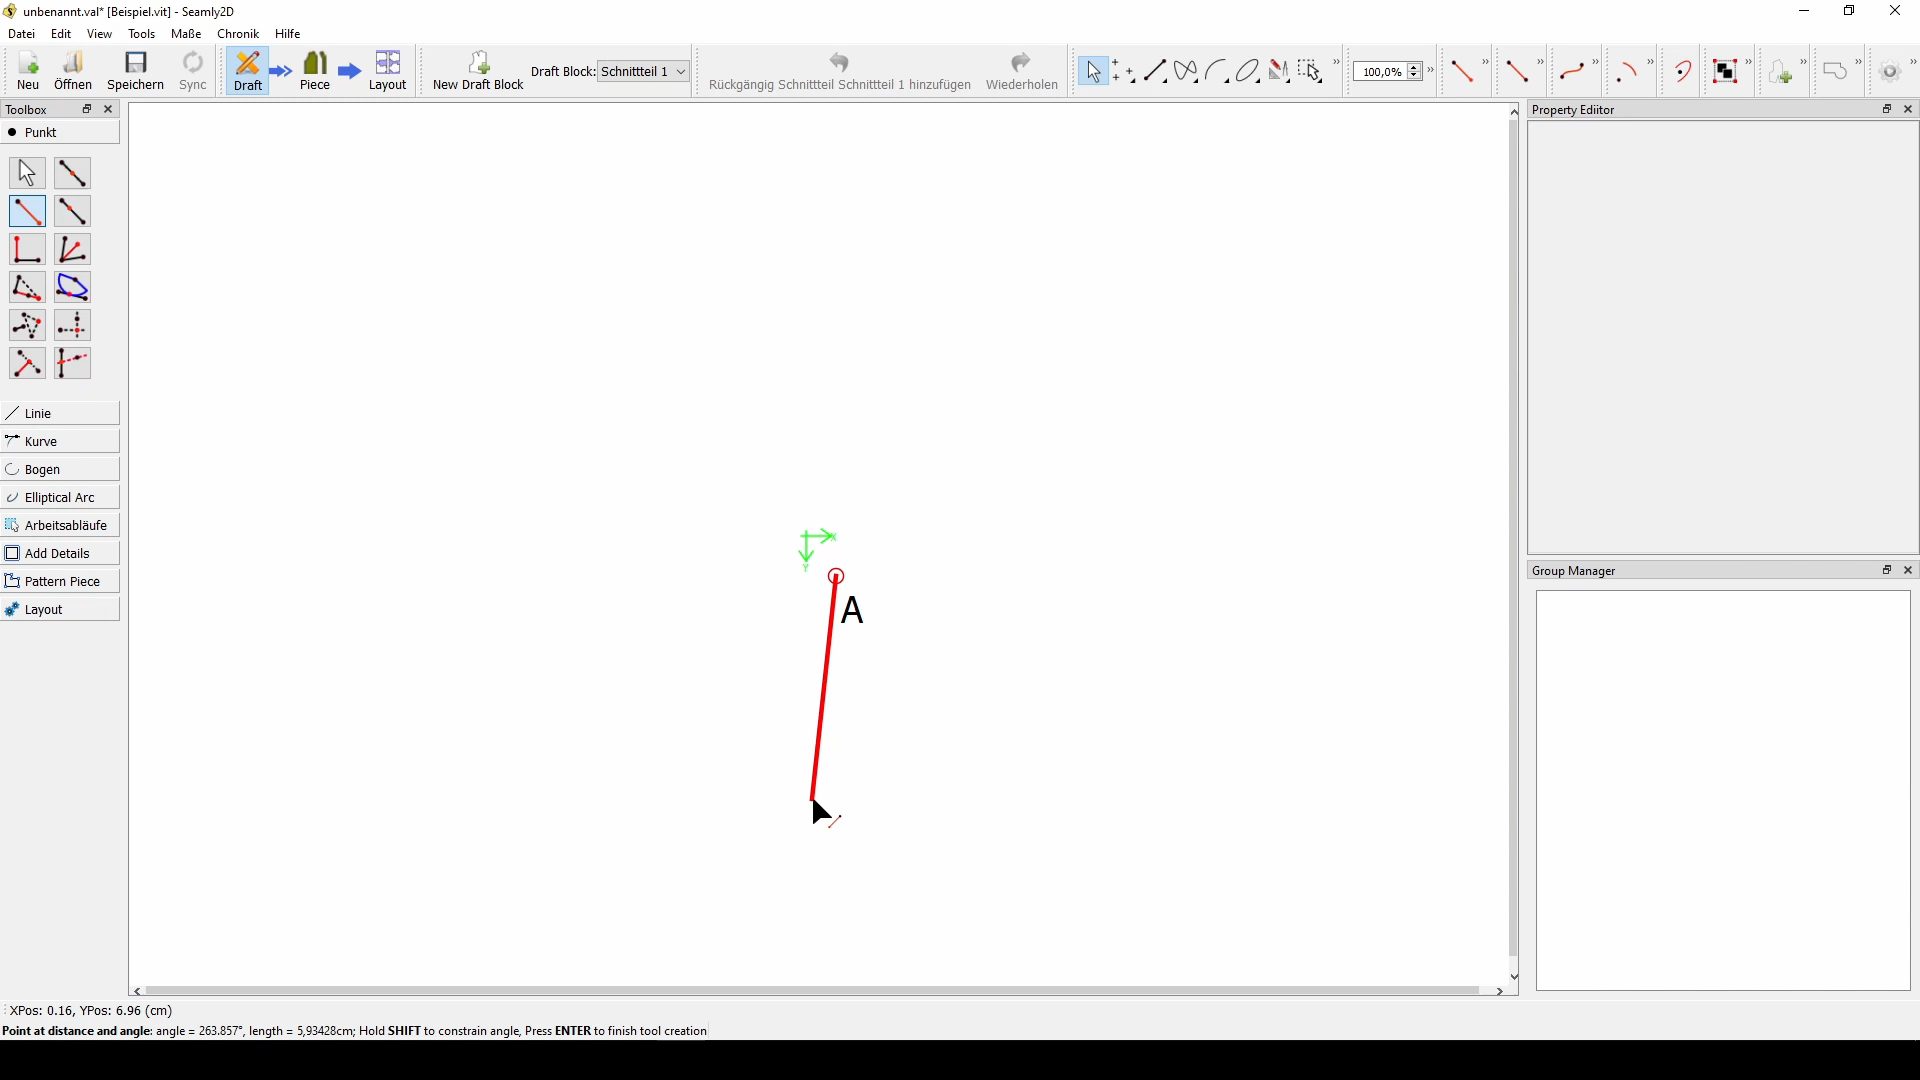 unbenannt.val* [Beispiel.vit] - Seamly2D
Datei Edit View Tools Maße Chronik Hilfe
Neu Öffnen Speichern Sync Draft Piece Layout New Draft Block Draft Block: Schnittteil 1 Rückgängig Schnittteil Schnittteil 1 hinzufügen Wiederholen 100,0%
Toolbox
Punkt
Linie
Kurve
Bogen
Elliptical Arc
Arbeitsabläufe
Add Details
Pattern Piece
Layout
X
Y
A
Property Ediitor
Group Manager
XPos: 0.16, YPos: 6.96 (cm)
Point at distance and angle: angle = 263.857°, length = 5,93428cm; Hold SHIFT to constrain angle, Press ENTER to finish tool creation